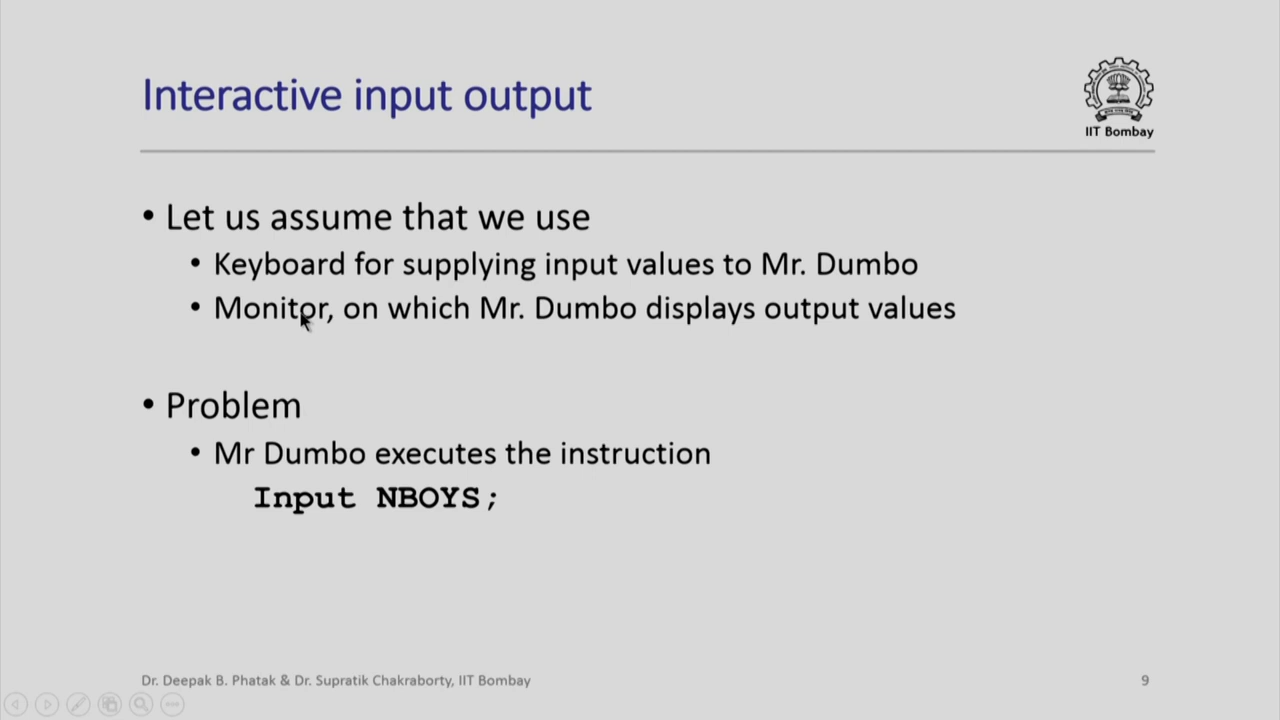 Interactive input output
IIT Bombay
• Let us assume that we use
• Keyboard for supplying input values to Mr. Dumbo
• Monitor, on which Mr. Dumbo displays output values
• Problem
• Mr Dumbo executes the instruction
Input NBOYS;
Dr. Deepak B. Phatak & Dr. Supratik Chakraborty, IIT Bombay
9